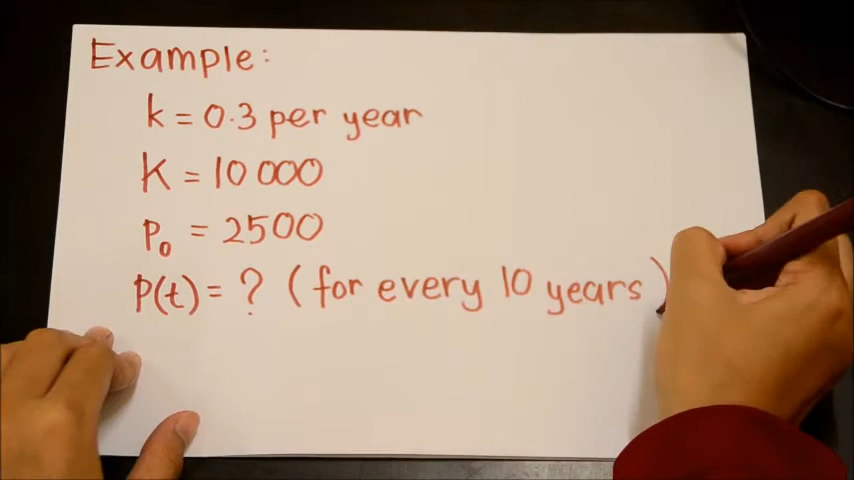 Example:
k = 0.3 per year
K = 10 000
P₀ = 2500
P(t) = ? (for every 10 years)